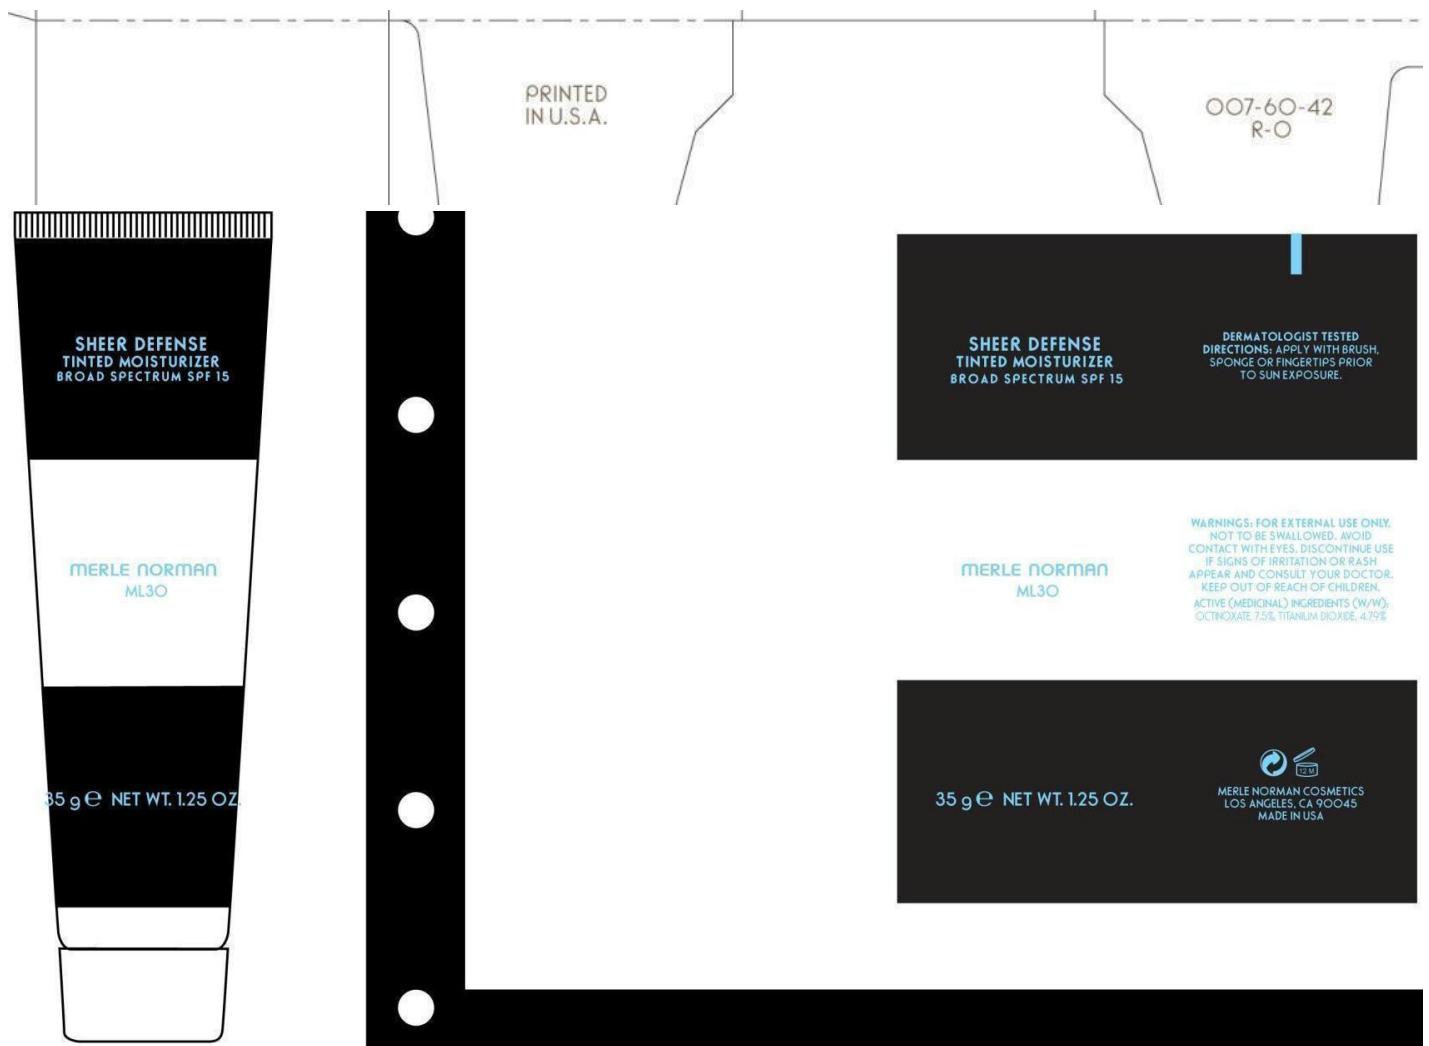 PRINTED
IN U.S.A.
007-60-42
R-0
SHEER DEFENSE
TINTED MOISTURIZER
BROAD SPECTRUM SPF 15
MERLE NORMAN
ML30
35 g e NET WT. 1.25 OZ.
SHEER DEFENSE
TINTED MOISTURIZER
BROAD SPECTRUM SPF 15
MERLE NORMAN
ML30
35 g e NET WT. 1.25 OZ.
DERMATOLOGIST TESTED
DIRECTIONS: APPLY WITH BRUSH,
SPONGE OR FINGERTIPS PRIOR
TO SUN EXPOSURE.
WARNINGS: FOR EXTERNAL USE ONLY.
NOT TO BE SWALLOWED. AVOID
CONTACT WITH EYES. DISCONTINUE USE
IF SIGNS OF IRRITATION OR RASH
APPEAR AND CONSULT YOUR DOCTOR.
KEEP OUT OF REACH OF CHILDREN.
ACTIVE (MEDICINAL) INGREDIENTS (W/W):
OCTINOXATE, 7.5%, TITANIUM DIOXIDE, 4.79%
12 M
MERLE NORMAN COSMETICS
LOS ANGELES, CA 90045
MADE IN USA